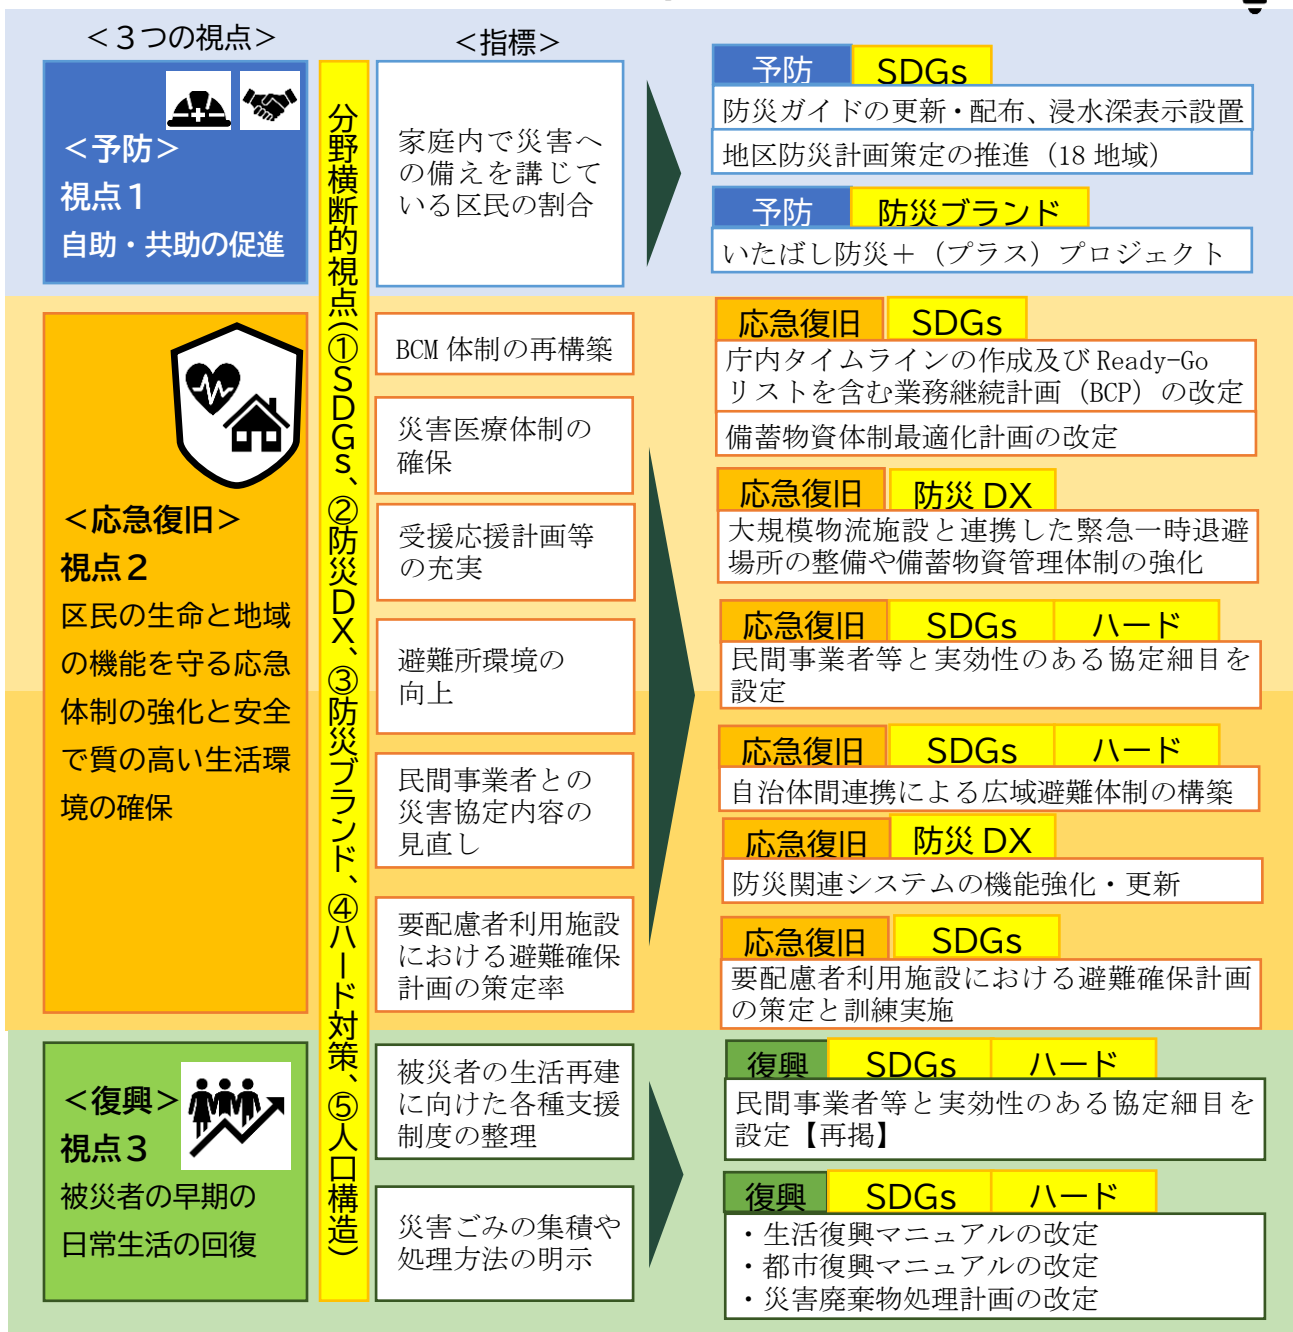 ＜３つの視点＞
＜指標＞
＜予防＞
視点１
自助・共助の促進
分野横断的視点（①SDGs、②防災DX、③防災ブランド、④ハード対策、⑤人口構造）
家庭内で災害へ
の備えを講じて
いる区民の割合
予防 SDGs
防災ガイドの更新・配布、浸水深表示設置
地区防災計画策定の推進（18 地域）
予防 防災ブランド
いたばし防災＋（プラス）プロジェクト
＜応急復旧＞
視点２
区民の生命と地域
の機能を守る応急
体制の強化と安全
で質の高い生活環
境の確保
BCM 体制の再構築
災害医療体制の
確保
受援応援計画等
の充実
避難所環境の
向上
民間事業者との
災害協定内容の
見直し
要配慮者利用施設
における避難確保
計画の策定率
応急復旧 SDGs
庁内タイムラインの作成及び Ready-Go
リストを含む業務継続計画（BCP）の改定
備蓄物資体制最適化計画の改定
応急復旧 防災 DX
大規模物流施設と連携した緊急一時退避
場所の整備や備蓄物資管理体制の強化
応急復旧 SDGs ハード
民間事業者等と実効性のある協定細目を
設定
応急復旧 SDGs ハード
自治体間連携による広域避難体制の構築
応急復旧 防災 DX
防災関連システムの機能強化・更新
応急復旧 SDGs
要配慮者利用施設における避難確保計画
の策定と訓練実施
＜復興＞
視点３
被災者の早期の
日常生活の回復
被災者の生活再建
に向けた各種支援
制度の整理
災害ごみの集積や
処理方法の明示
復興 SDGs ハード
民間事業者等と実効性のある協定細目を
設定【再掲】
復興 SDGs ハード
・生活復興マニュアルの改定
・都市復興マニュアルの改定
・災害廃棄物処理計画の改定